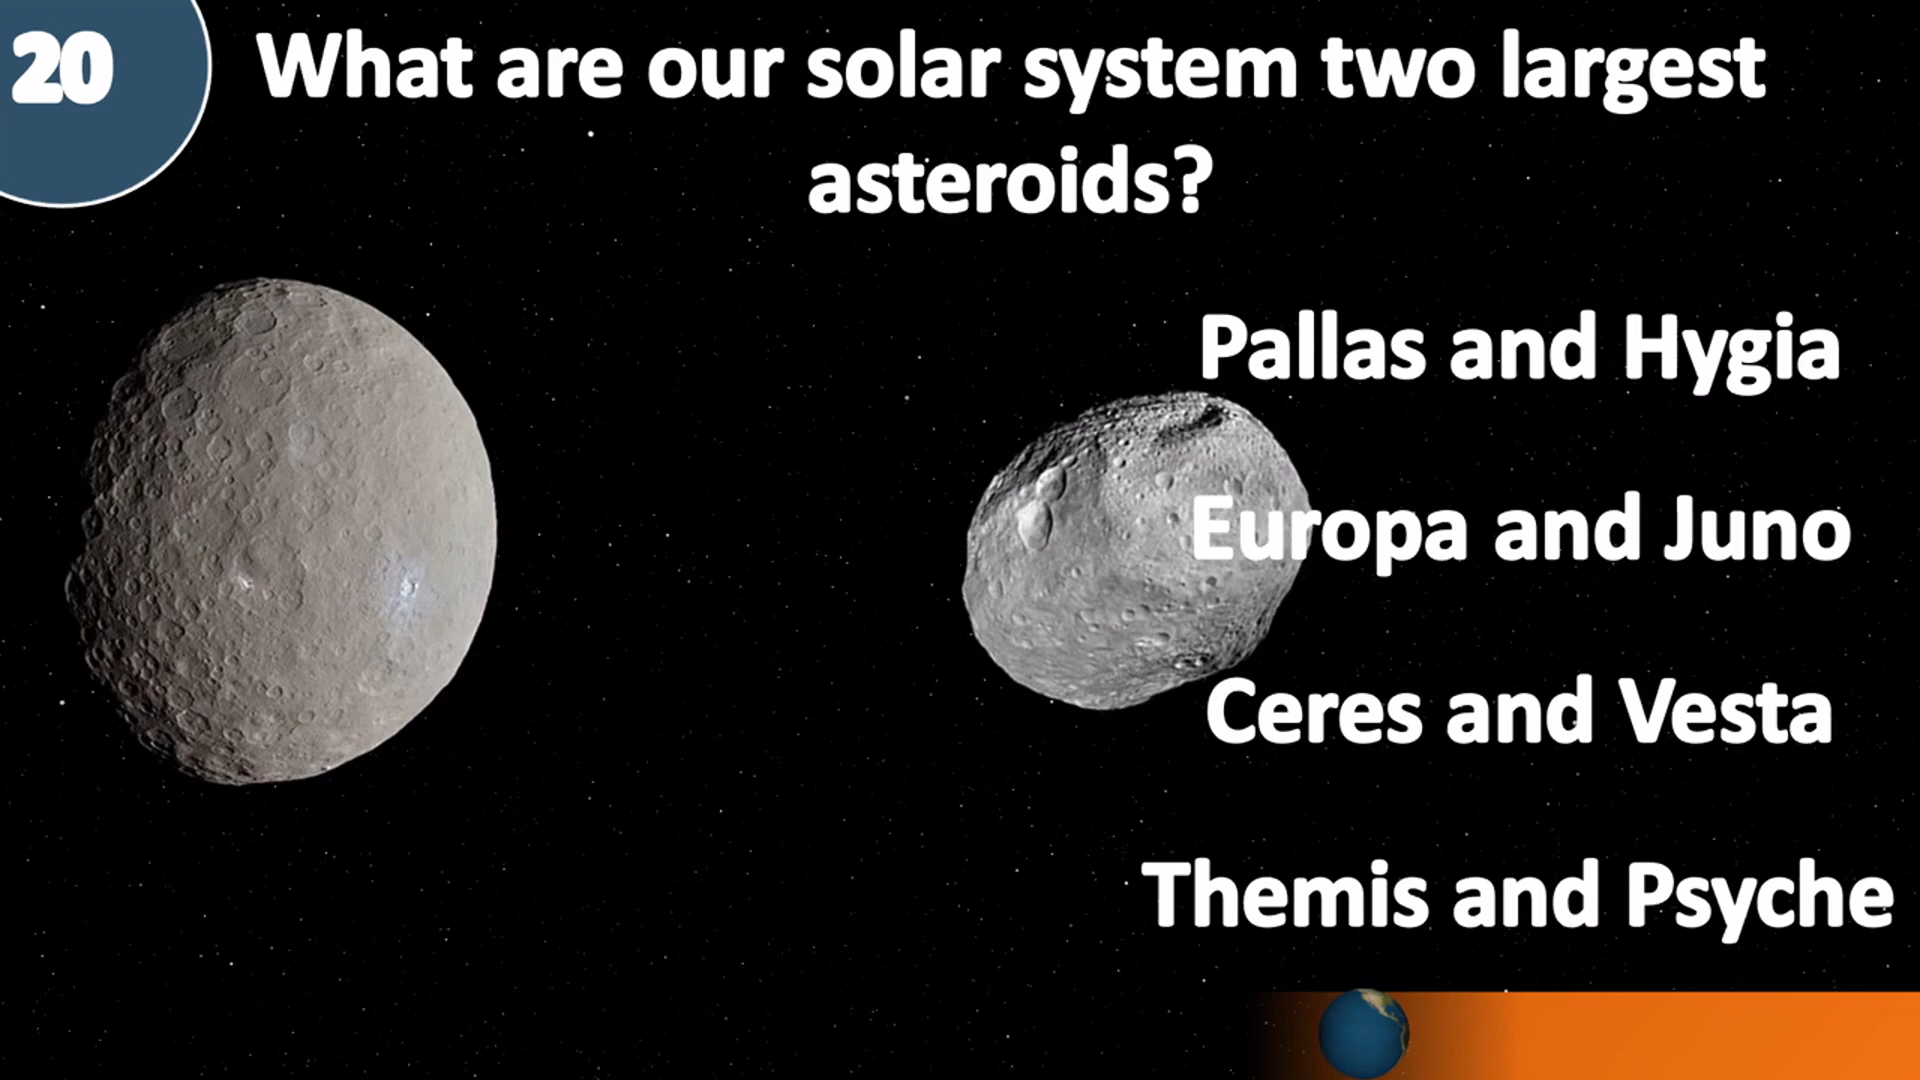 20
What are our solar system two largest
asteroids?
Pallas and Hygia
Europa and Juno
Ceres and Vesta
Themis and Psyche